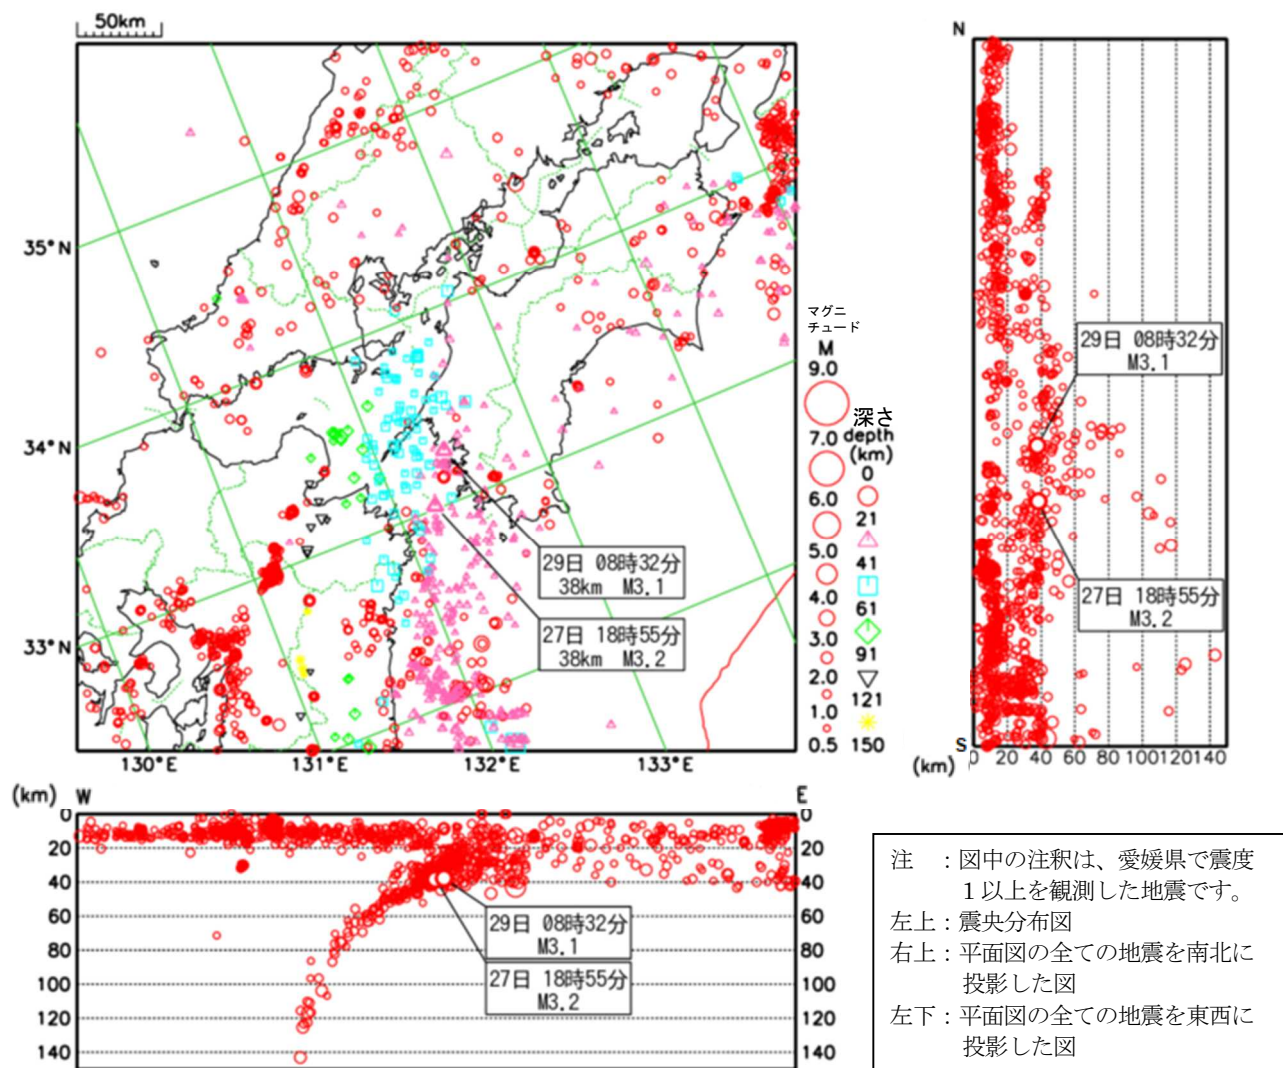 50km
35°N
34°N
33°N
130°E
131°E
132°E
133°E
29日 08時32分
38km M3.1
27日 18時55分
38km M3.2
マグニ
チュード
M
9.0
7.0
6.0
5.0
4.0
3.0
2.0
1.0
0.5
深さ
depth
(km)
0
21
41
61
91
121
150
N
29日 08時32分
M3.1
27日 18時55分
M3.2
S
(km)
0 20 40 60 80 100120140
(km) W
E
0
20
40
60
80
100
120
140
29日 08時32分
M3.1
27日 18時55分
M3.2
0
20
40
60
80
100
120
140
注 :図中の注釈は、愛媛県で震度
1以上を観測した地震です。
左上:震央分布図
右上:平面図の全ての地震を南北に
投影した図
左下:平面図の全ての地震を東西に
投影した図